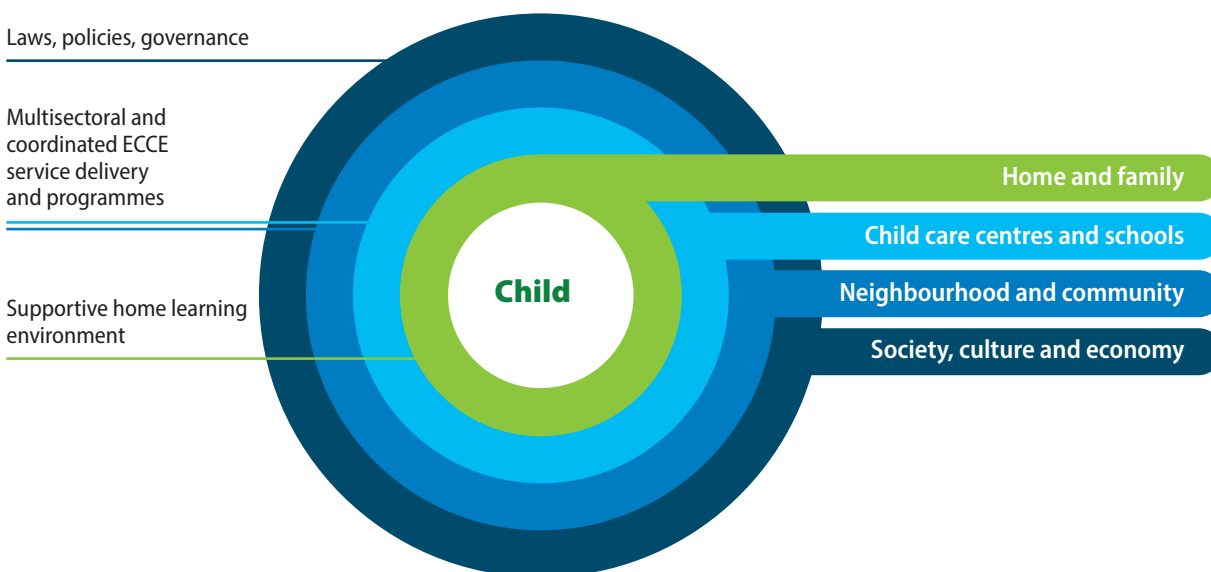 Laws, policies, governance
Multisectoral and
coordinated ECCE
service delivery
and programmes
Supportive home learning
environment
Child
Home and family
Child care centres and schools
Neighbourhood and community
Society, culture and economy